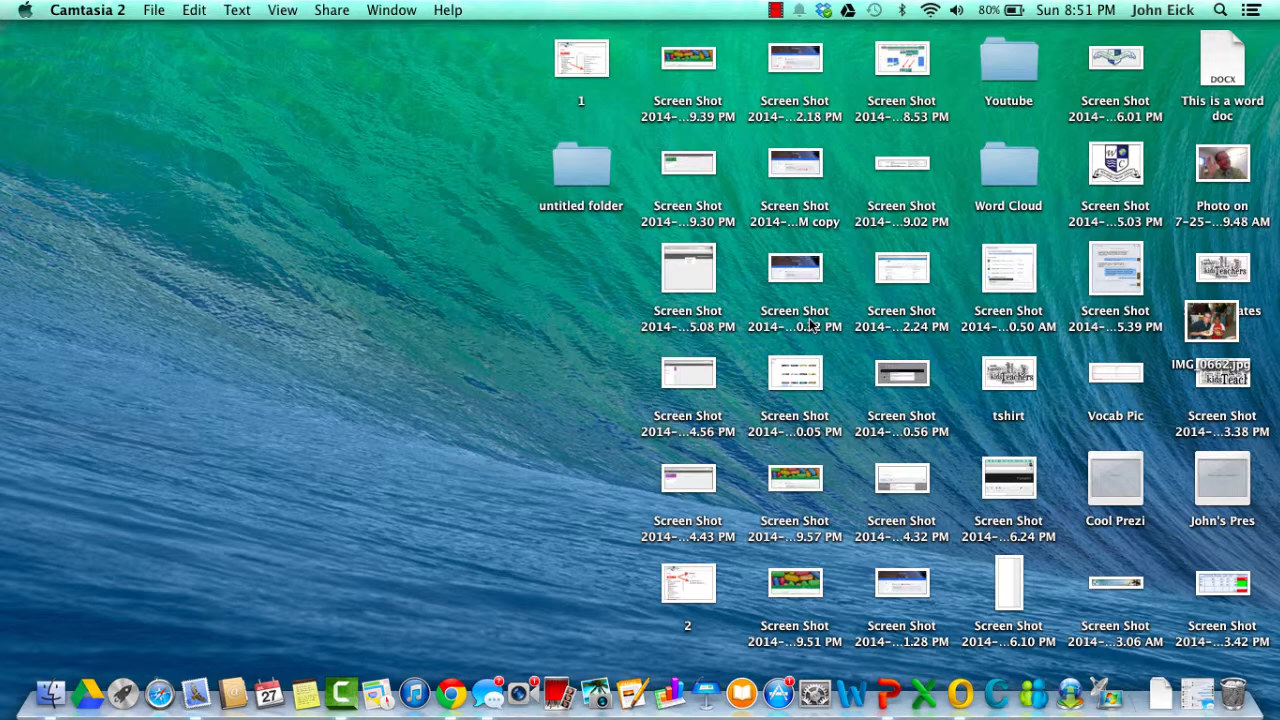 Camtasia 2 File Edit Text View Share Window Help 80% Sun 8:51 PM John Eick
1
Screen Shot
2014-...9.39 PM
Screen Shot
2014-...2.18 PM
Screen Shot
2014-...8.53 PM
Youtube
Screen Shot
2014-...6.01 PM
DOCX
This is a word
doc
untitled folder
Screen Shot
2014-...9.30 PM
Screen Shot
2014-...M copy
Screen Shot
2014-...9.02 PM
Word Cloud
Screen Shot
2014-...5.03 PM
Photo on
7-25-...9.48 AM
Screen Shot
2014-...5.08 PM
Screen Shot
2014-...0. PM
Screen Shot
2014-...2.24 PM
Screen Shot
2014-...0.50 AM
Screen Shot
2014-...5.39 PM
Screen Shot
2014-...4.56 PM
Screen Shot
2014-...0.05 PM
Screen Shot
2014-...0.56 PM
tshirt
Vocab Pic
Screen Shot
2014-...3.38 PM
Screen Shot
2014-...4.43 PM
Screen Shot
2014-...9.57 PM
Screen Shot
2014-...4.32 PM
Screen Shot
2014-...6.24 PM
Cool Prezi
John's Pres
2
Screen Shot
2014-...9.51 PM
Screen Shot
2014-...1.28 PM
Screen Shot
2014-...6.10 PM
Screen Shot
2014-...3.06 AM
Screen Shot
2014-...3.42 PM
27